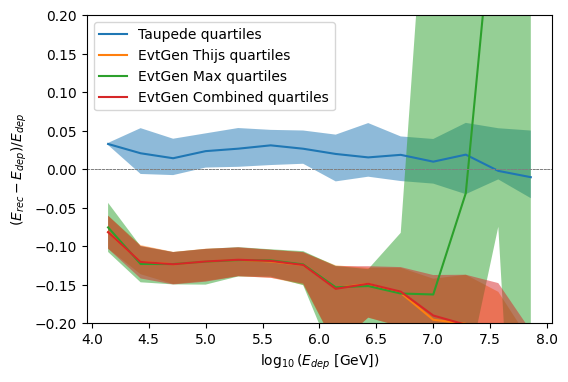 Taupede quartiles
EvtGen Thijs quartiles
EvtGen Max quartiles
EvtGen Combined quartiles
0.20
0.15
0.10
0.05
0.00
−0.05
−0.10
−0.15
−0.20
(E_rec − E_dep)/E_dep
4.0 4.5 5.0 5.5 6.0 6.5 7.0 7.5 8.0
log₁₀ (E_dep [GeV])